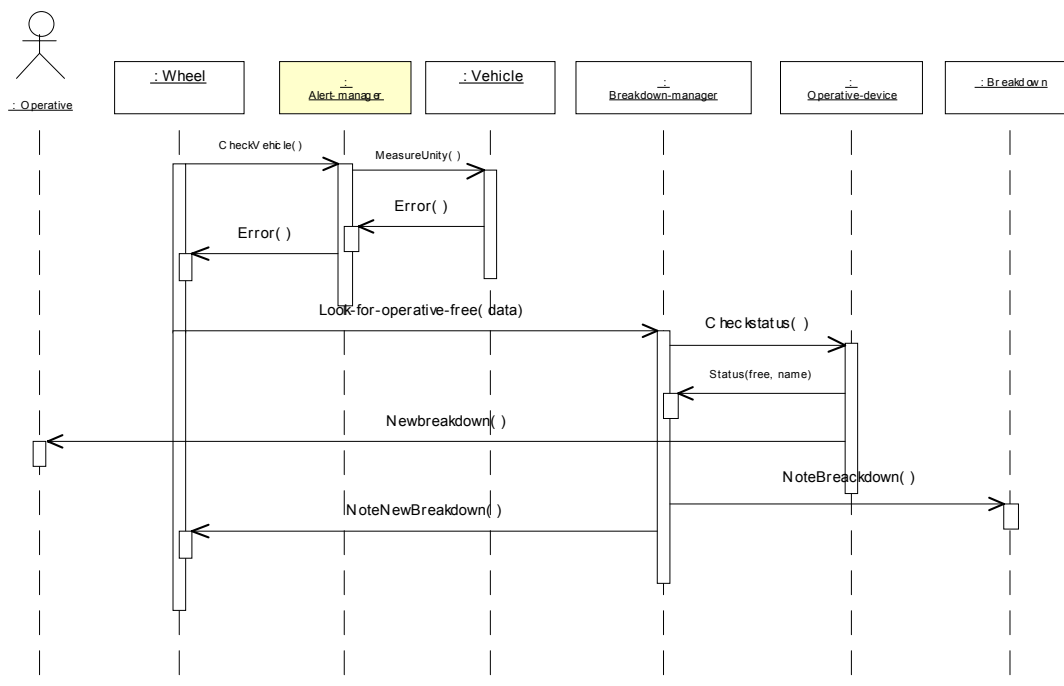 : Wheel
:
Alert-manager
: Vehicle
:
Breakdown-manager
:
Operative-device
: Breakdown
: Operative
CheckVehicle()
MeasureUnity( )
Error( )
Error( )
Look-for-operative-free( data)
Checkstatus( )
Status(free, name)
Newbreakdown( )
NoteBreackdown( )
NoteNewBreakdown( )